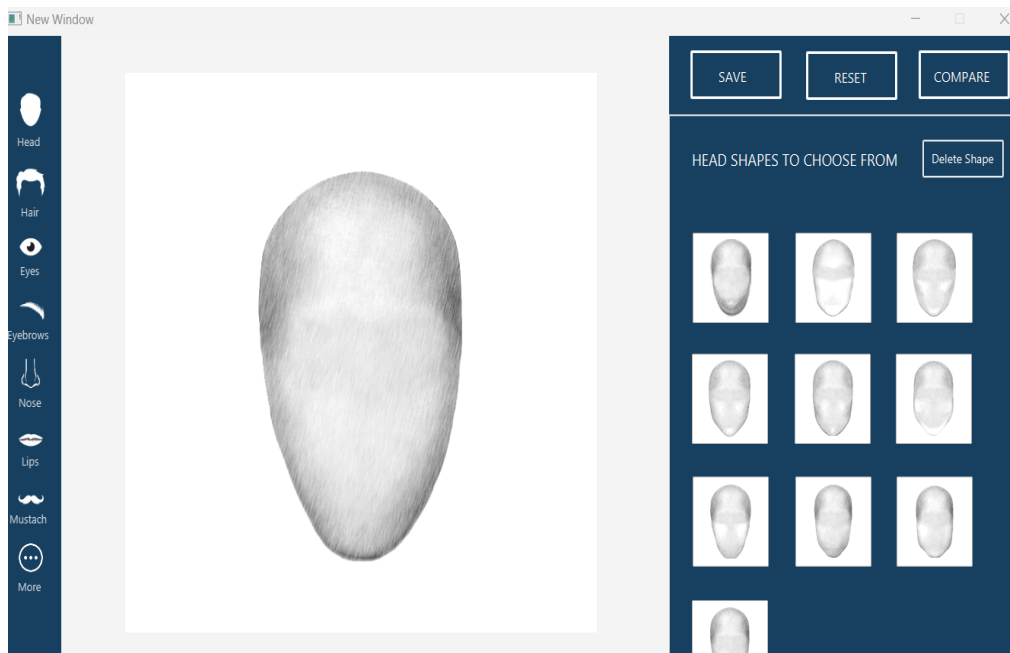 New Window
Head
Hair
Eyes
Eyebrows
Nose
Lips
Mustach
More
SAVE
RESET
COMPARE
HEAD SHAPES TO CHOOSE FROM
Delete Shape